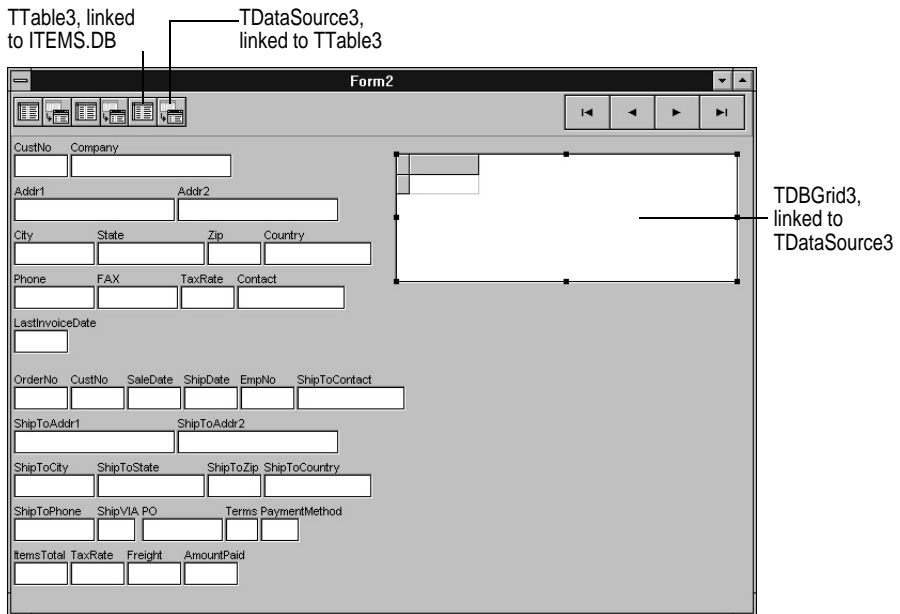 TTable3, linked
to ITEMS.DB
TDataSource3,
linked to TTable3
Form2
CustNo Company
Addr1 Addr2
City State Zip Country
Phone FAX TaxRate Contact
LastInvoiceDate
TDBGrid3,
linked to
TDataSource3
OrderNo CustNo SaleDate ShipDate EmpNo ShipToContact
ShipToAddr1 ShipToAddr2
ShipToCity ShipToState ShipToZip ShipToCountry
ShipToPhone ShipVIA PO Terms PaymentMethod
ItemsTotal TaxRate Freight AmountPaid